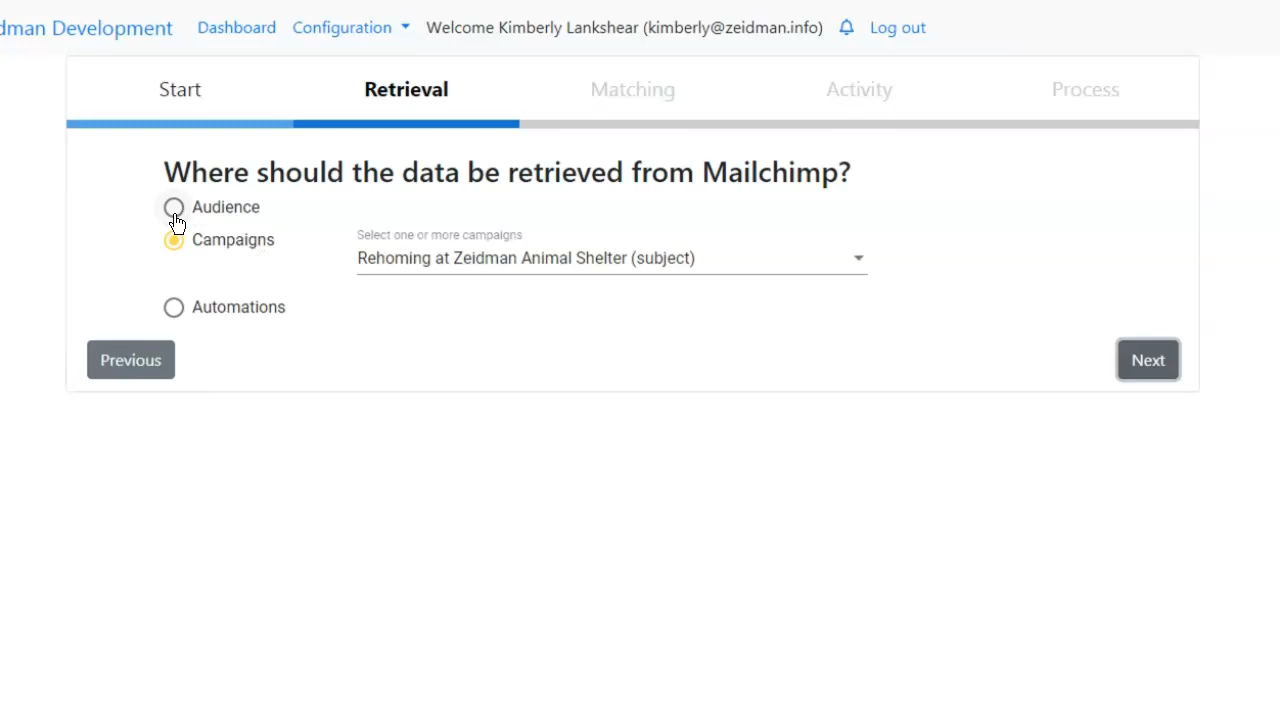 dman Development Dashboard Configuration Welcome Kimberly Lankshear (kimberly@zeidman.info) Log out
Start Retrieval Matching Activity Process
Where should the data be retrieved from Mailchimp?
Audience
Campaigns
Select one or more campaigns
Rehoming at Zeidman Animal Shelter (subject)
Automations
Previous Next